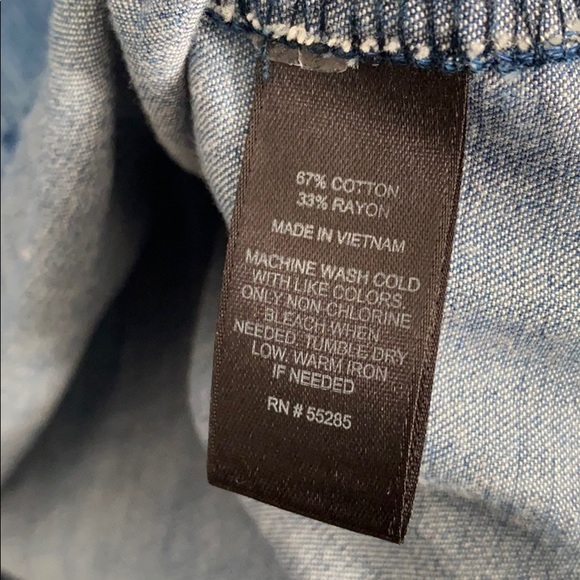 67% COTTON
33% RAYON
MADE IN VIETNAM
MACHINE WASH COLD
WITH LIKE COLORS,
ONLY NON-CHLORINE
BLEACH WHEN
NEEDED. TUMBLE DRY
LOW. WARM IRON
IF NEEDED
RN # 55285